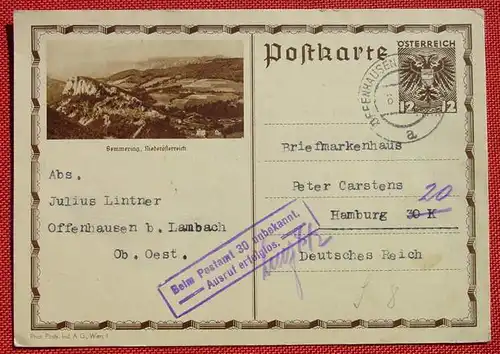 Postkarte
ÖSTERREICH
12 12
OFFENHAUSEN
a
Semmering, Niederösterreich
Abs.
Julius Lintner
Offenhausen b. Lambach
Ob. Oest.
Briefmarkenhaus
Peter Carstens
20
Hamburg 30 K
Deutsches Reich
Beim Postamt 30 unbekannt.
Ausruf erfolglos.
8